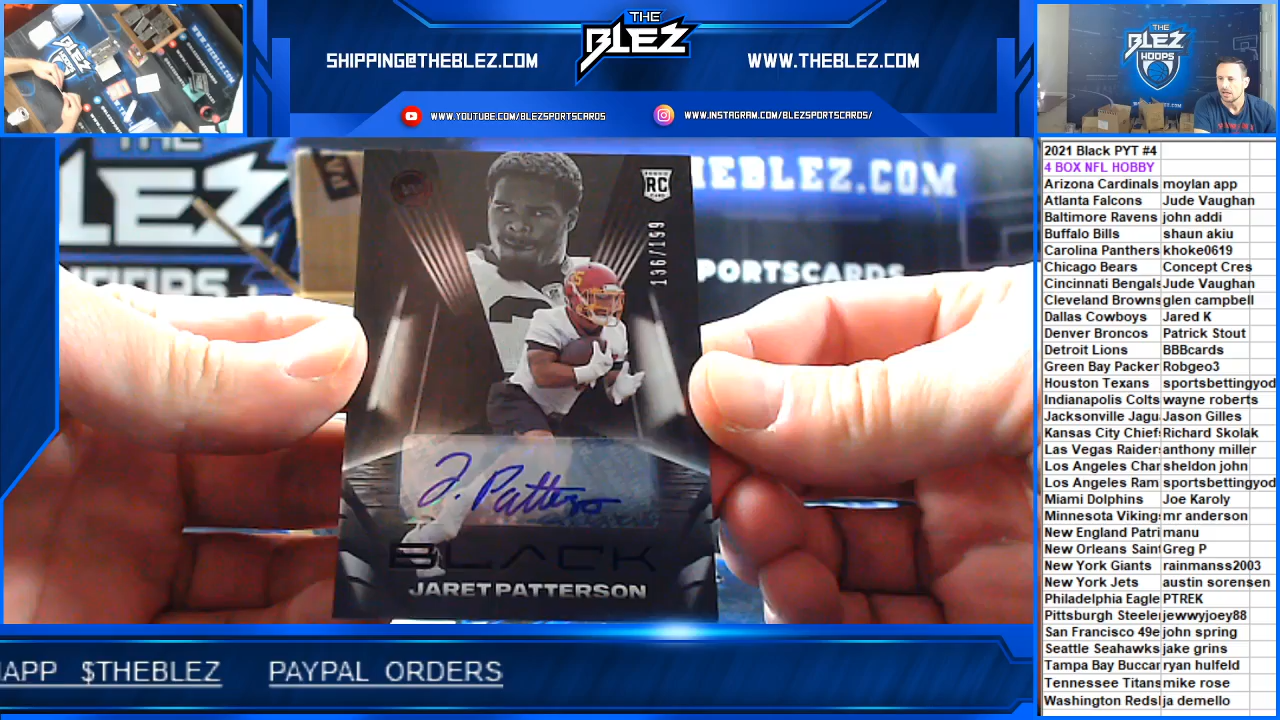 THE
BLEZ
SHIPPING@THEBLEZ.COM
WWW.THEBLEZ.COM
WWW.YOUTUBE.COM/BLEZSPORTSCARDS
WWW.INSTAGRAM.COM/BLEZSPORTSCARDS/
THE
BLEZ
HOOPS
RC
136/199
J. Patterson
BLACK
JARET PATTERSON
APP $THEBLEZ PAYPAL ORDERS
2021 Black PYT #4
4 BOX NFL HOBBY
Arizona Cardinals moylan app
Atlanta Falcons Jude Vaughan
Baltimore Ravens john addi
Buffalo Bills shaun akiu
Carolina Panthers khoke0619
Chicago Bears Concept Cres
Cincinnati Bengals Jude Vaughan
Cleveland Browns glen campbell
Dallas Cowboys Jared K
Denver Broncos Patrick Stout
Detroit Lions BBBcards
Green Bay Packer Robgeo3
Houston Texans sportsbettingyod
Indianapolis Colts wayne roberts
Jacksonville Jagu Jason Gilles
Kansas City Chiefs Richard Skolak
Las Vegas Raiders anthony miller
Los Angeles Char sheldon john
Los Angeles Ram sportsbettingyod
Miami Dolphins Joe Karoly
Minnesota Viking mr anderson
New England Patri manu
New Orleans Saint Greg P
New York Giants rainmanss2003
New York Jets austin sorensen
Philadelphia Eagle PTREK
Pittsburgh Steeler jewwyjoey88
San Francisco 49e john spring
Seattle Seahawks jake grins
Tampa Bay Buccar ryan hulfeld
Tennessee Titans mike rose
Washington Redsl ja demello